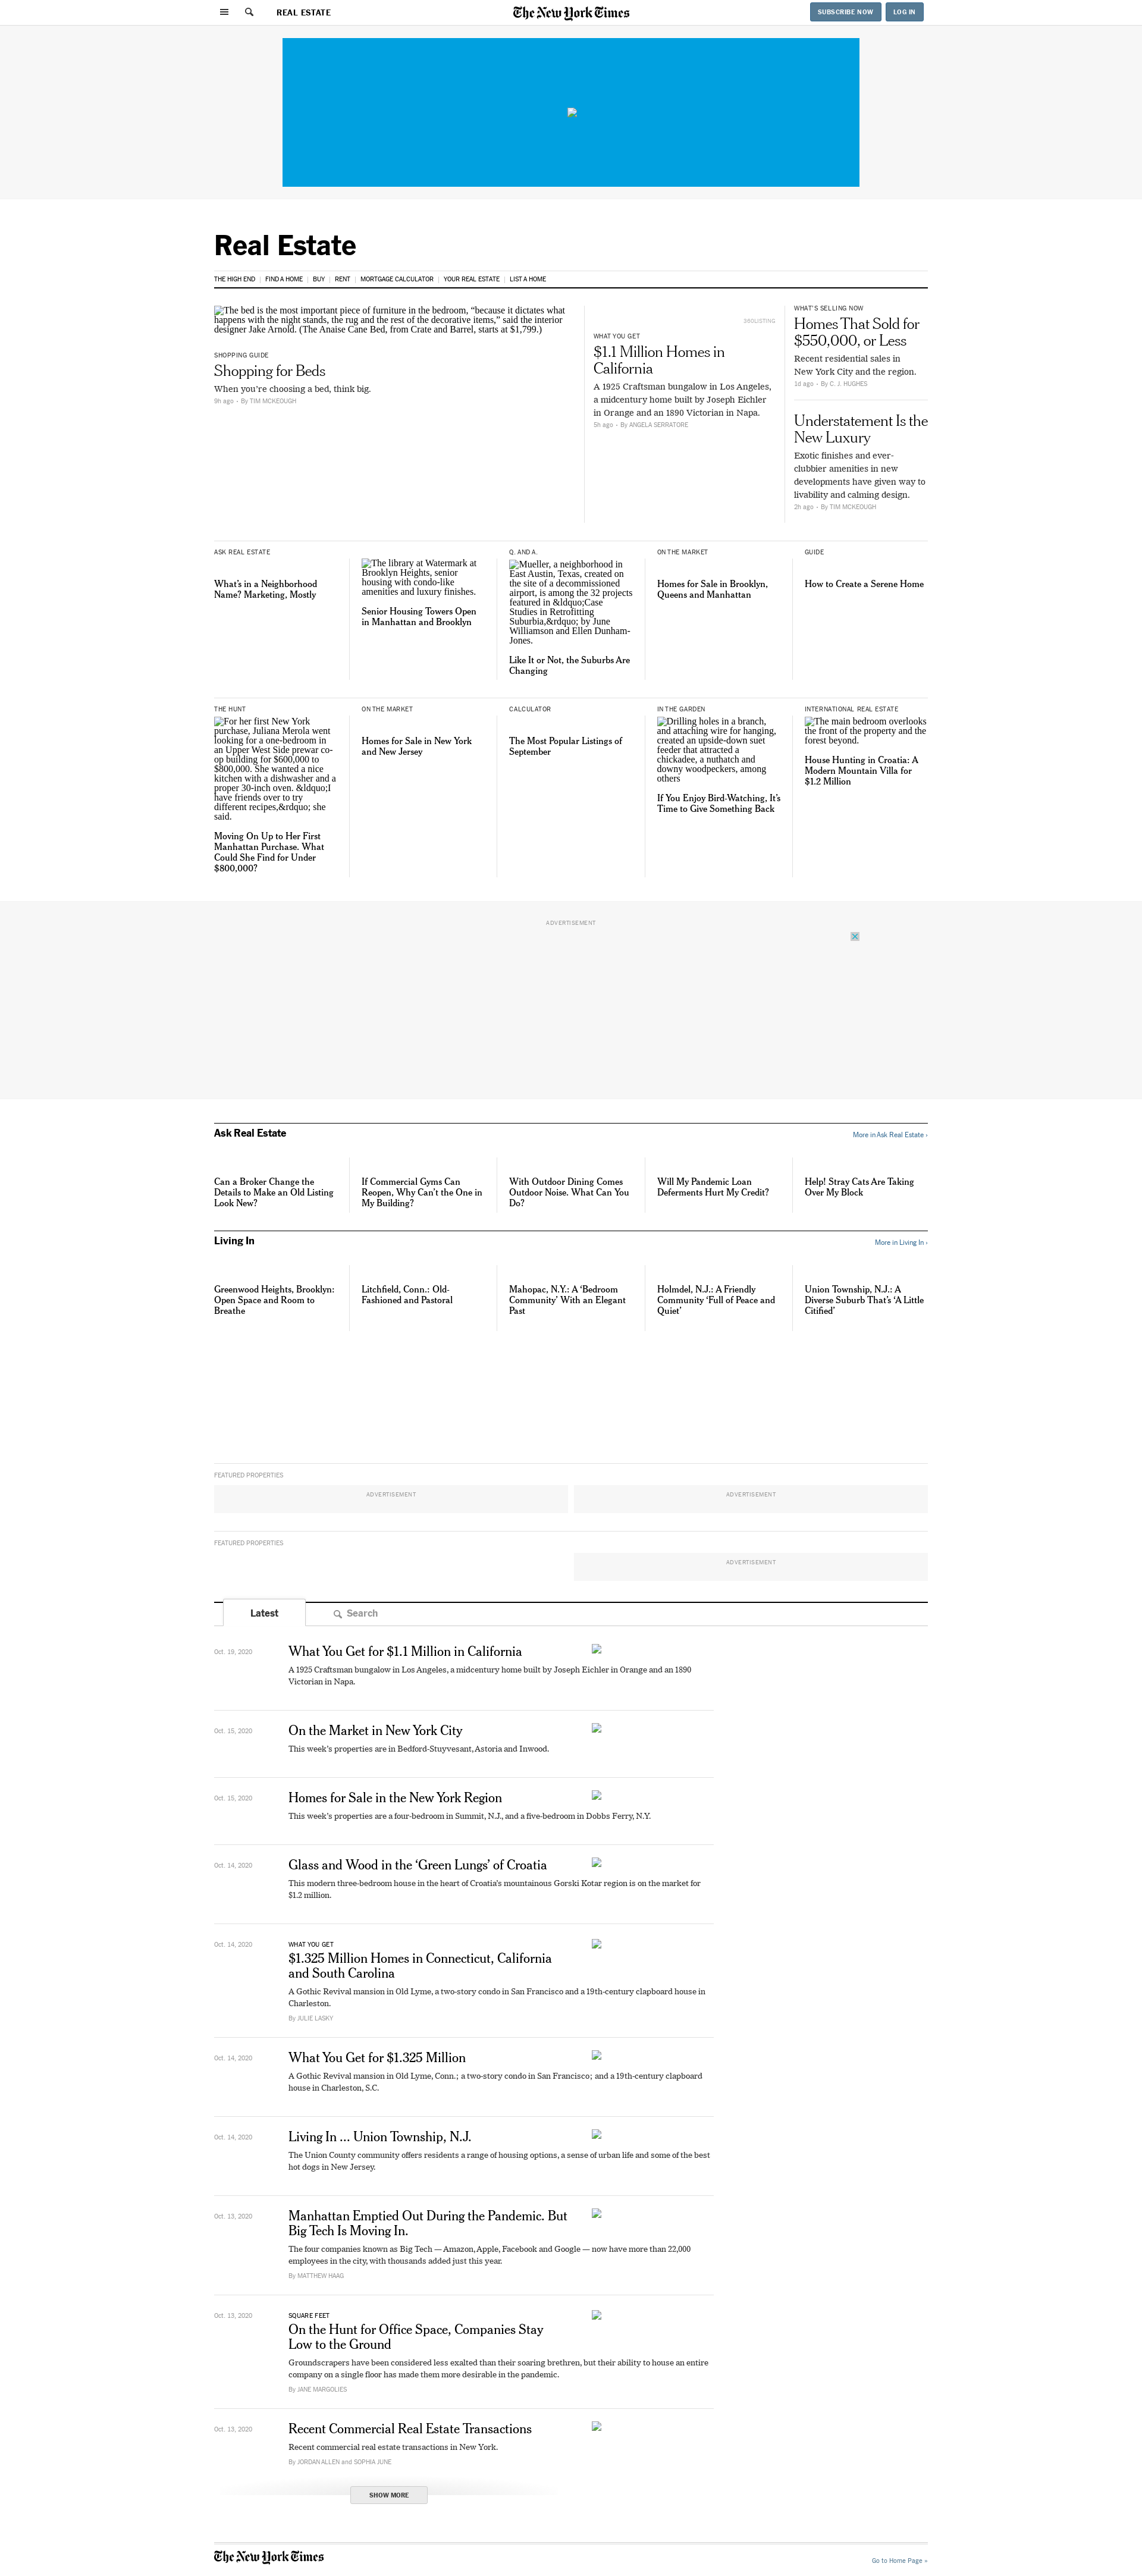 REAL ESTATE
The New York Times
SUBSCRIBE NOW
LOG IN
Real Estate
THE HIGH END | FIND A HOME | BUY | RENT | MORTGAGE CALCULATOR | YOUR REAL ESTATE | LIST A HOME
The bed is the most important piece of furniture in the bedroom, “because it dictates what
happens with the night stands, the rug and the rest of the decorative items,” said the interior
designer Jake Arnold. (The Anaise Cane Bed, from Crate and Barrel, starts at $1,799.)
SHOPPING GUIDE
Shopping for Beds
When you’re choosing a bed, think big.
9h ago - By TIM MCKEOUGH
360LISTING
WHAT YOU GET
$1.1 Million Homes in
California
A 1925 Craftsman bungalow in Los Angeles,
a midcentury home built by Joseph Eichler
in Orange and an 1890 Victorian in Napa.
5h ago - By ANGELA SERRATORE
WHAT’S SELLING NOW
Homes That Sold for
$550,000, or Less
Recent residential sales in
New York City and the region.
1d ago - By C. J. HUGHES
Understatement Is the
New Luxury
Exotic finishes and ever-
clubbier amenities in new
developments have given way to
livability and calming design.
2h ago - By TIM MCKEOUGH
ASK REAL ESTATE
What’s in a Neighborhood
Name? Marketing, Mostly
The library at Watermark at
Brooklyn Heights, senior
housing with condo-like
amenities and luxury finishes.
Senior Housing Towers Open
in Manhattan and Brooklyn
Q. AND A.
Mueller, a neighborhood in
East Austin, Texas, created on
the site of a decommissioned
airport, is among the 32 projects
featured in &ldquo;Case
Studies in Retrofitting
Suburbia,&rdquo; by June
Williamson and Ellen Dunham-
Jones.
Like It or Not, the Suburbs Are
Changing
ON THE MARKET
Homes for Sale in Brooklyn,
Queens and Manhattan
GUIDE
How to Create a Serene Home
THE HUNT
For her first New York
purchase, Juliana Merola went
looking for a one-bedroom in
an Upper West Side prewar co-
op building for $600,000 to
$800,000. She wanted a nice
kitchen with a dishwasher and a
proper 30-inch oven. &ldquo;I
have friends over to try
different recipes,&rdquo; she
said.
Moving On Up to Her First
Manhattan Purchase. What
Could She Find for Under
$800,000?
ON THE MARKET
Homes for Sale in New York
and New Jersey
CALCULATOR
The Most Popular Listings of
September
IN THE GARDEN
Drilling holes in a branch,
and attaching wire for hanging,
created an upside-down suet
feeder that attracted a
chickadee, a nuthatch and
downy woodpeckers, among
others
If You Enjoy Bird-Watching, It’s
Time to Give Something Back
INTERNATIONAL REAL ESTATE
The main bedroom overlooks
the front of the property and the
forest beyond.
House Hunting in Croatia: A
Modern Mountain Villa for
$1.2 Million
ADVERTISEMENT
Ask Real Estate
More in Ask Real Estate ›
Can a Broker Change the
Details to Make an Old Listing
Look New?
If Commercial Gyms Can
Reopen, Why Can’t the One in
My Building?
With Outdoor Dining Comes
Outdoor Noise. What Can You
Do?
Will My Pandemic Loan
Deferments Hurt My Credit?
Help! Stray Cats Are Taking
Over My Block
Living In
More in Living In ›
Greenwood Heights, Brooklyn:
Open Space and Room to
Breathe
Litchfield, Conn.: Old-
Fashioned and Pastoral
Mahopac, N.Y.: A ‘Bedroom
Community’ With an Elegant
Past
Holmdel, N.J.: A Friendly
Community ‘Full of Peace and
Quiet’
Union Township, N.J.: A
Diverse Suburb That’s ‘A Little
Citified’
FEATURED PROPERTIES
ADVERTISEMENT
ADVERTISEMENT
FEATURED PROPERTIES
ADVERTISEMENT
Latest
Search
Oct. 19, 2020
What You Get for $1.1 Million in California
A 1925 Craftsman bungalow in Los Angeles, a midcentury home built by Joseph Eichler in Orange and an 1890
Victorian in Napa.
Oct. 15, 2020
On the Market in New York City
This week’s properties are in Bedford-Stuyvesant, Astoria and Inwood.
Oct. 15, 2020
Homes for Sale in the New York Region
This week’s properties are a four-bedroom in Summit, N.J., and a five-bedroom in Dobbs Ferry, N.Y.
Oct. 14, 2020
Glass and Wood in the ‘Green Lungs’ of Croatia
This modern three-bedroom house in the heart of Croatia’s mountainous Gorski Kotar region is on the market for
$1.2 million.
Oct. 14, 2020
WHAT YOU GET
$1.325 Million Homes in Connecticut, California
and South Carolina
A Gothic Revival mansion in Old Lyme, a two-story condo in San Francisco and a 19th-century clapboard house in
Charleston.
By JULIE LASKY
Oct. 14, 2020
What You Get for $1.325 Million
A Gothic Revival mansion in Old Lyme, Conn.; a two-story condo in San Francisco; and a 19th-century clapboard
house in Charleston, S.C.
Oct. 14, 2020
Living In ... Union Township, N.J.
The Union County community offers residents a range of housing options, a sense of urban life and some of the best
hot dogs in New Jersey.
Oct. 13, 2020
Manhattan Emptied Out During the Pandemic. But
Big Tech Is Moving In.
The four companies known as Big Tech — Amazon, Apple, Facebook and Google — now have more than 22,000
employees in the city, with thousands added just this year.
By MATTHEW HAAG
Oct. 13, 2020
SQUARE FEET
On the Hunt for Office Space, Companies Stay
Low to the Ground
Groundscrapers have been considered less exalted than their soaring brethren, but their ability to house an entire
company on a single floor has made them more desirable in the pandemic.
By JANE MARGOLIES
Oct. 13, 2020
Recent Commercial Real Estate Transactions
Recent commercial real estate transactions in New York.
By JORDAN ALLEN and SOPHIA JUNE
SHOW MORE
The New York Times
Go to Home Page »